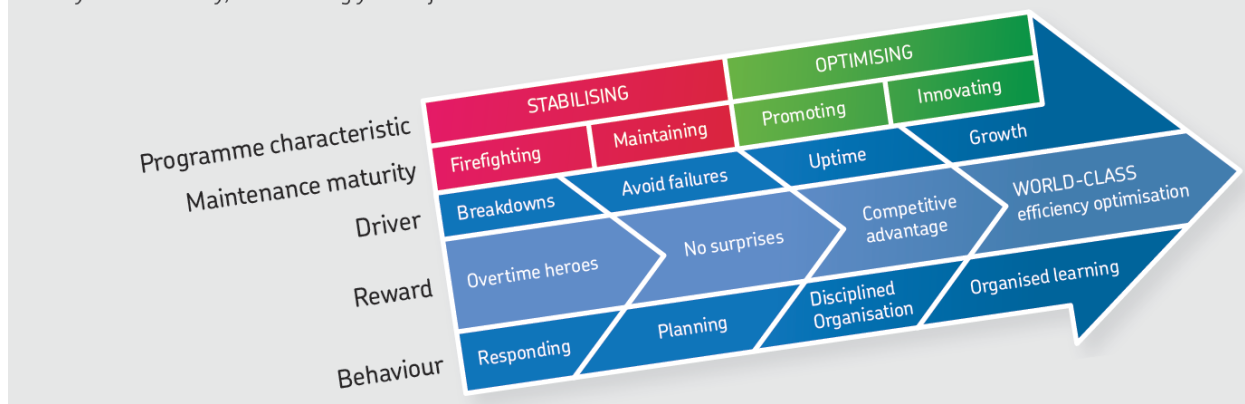 Programme characteristic
STABILISING
OPTIMISING
Maintenance maturity
Firefighting
Maintaining
Promoting
Innovating
Driver
Breakdowns
Avoid failures
Uptime
Growth
Reward
Overtime heroes
No surprises
Competitive
advantage
WORLD-CLASS
efficiency optimisation
Behaviour
Responding
Planning
Disciplined
Organisation
Organised learning